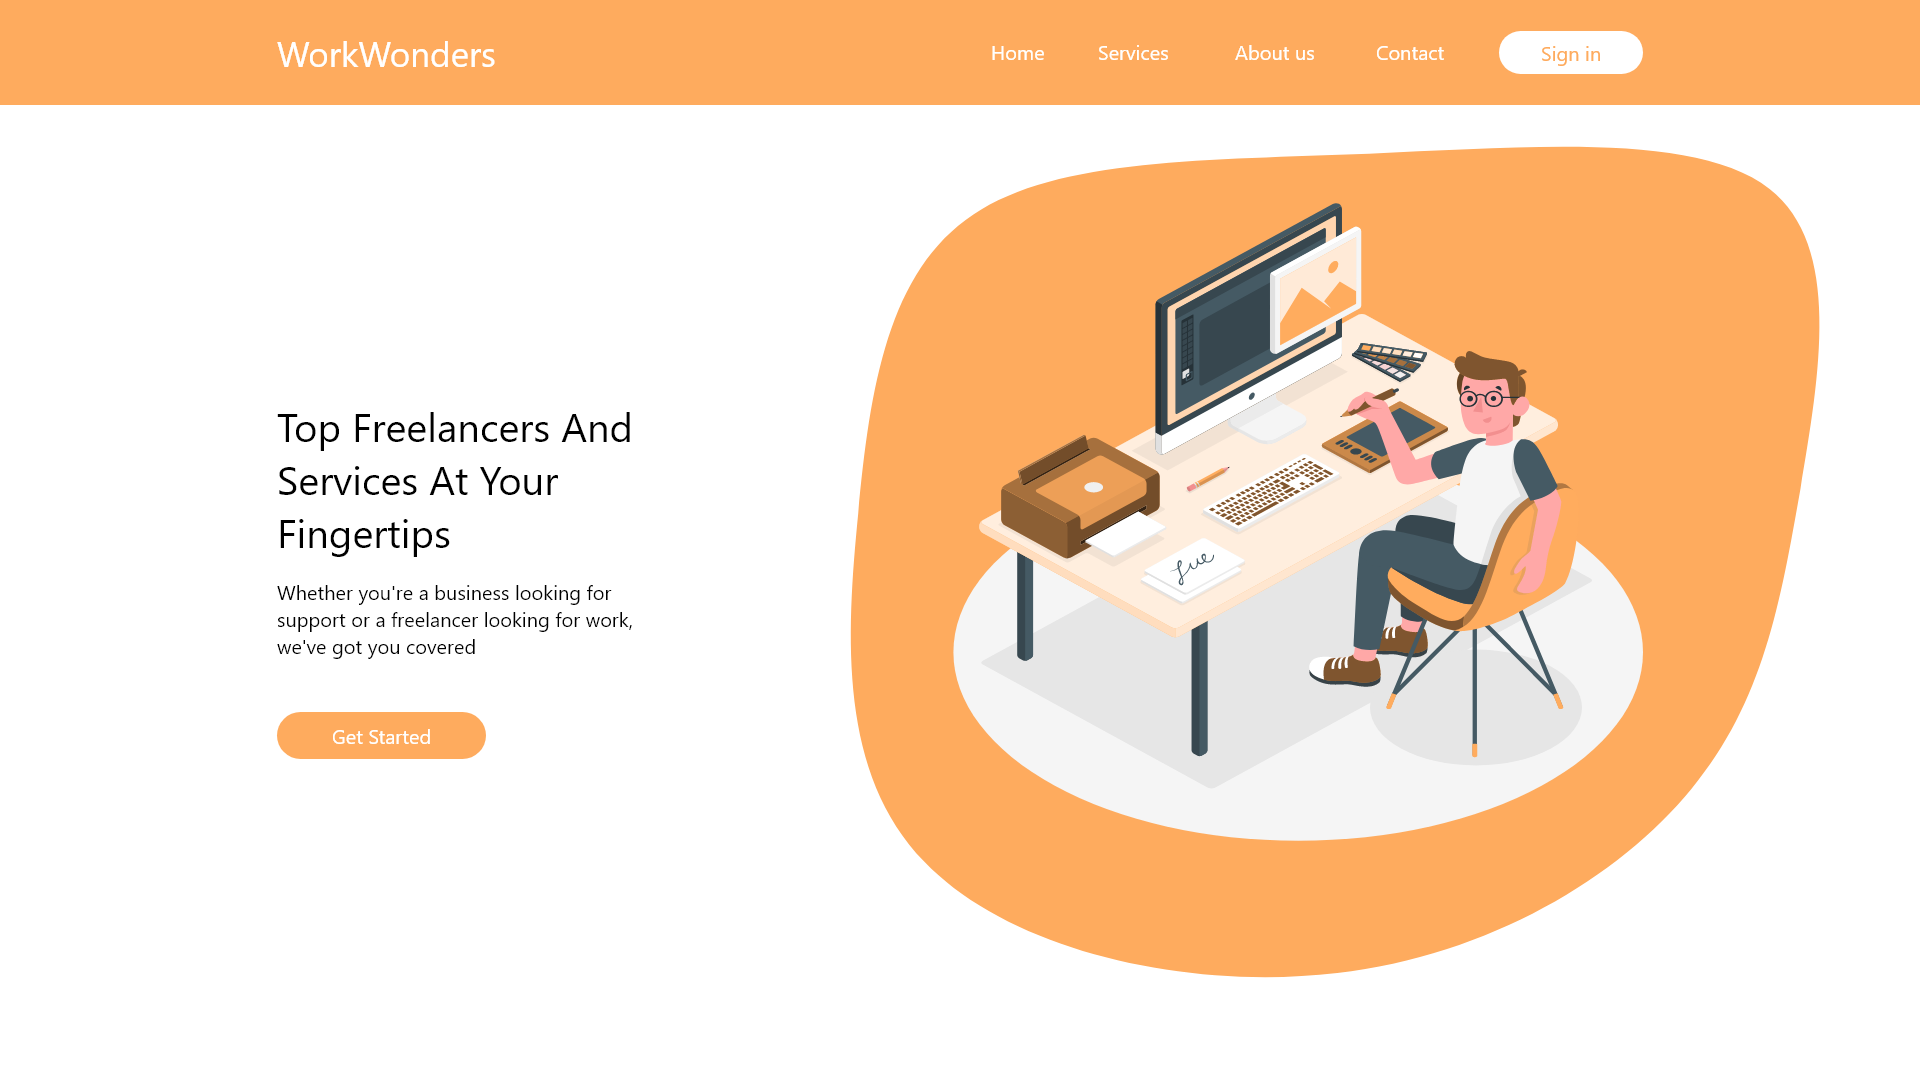 WorkWonders
Home
Services
About us
Contact
Sign in
Top Freelancers And
Services At Your
Fingertips
Whether you're a business looking for
support or a freelancer looking for work,
we've got you covered
Get Started